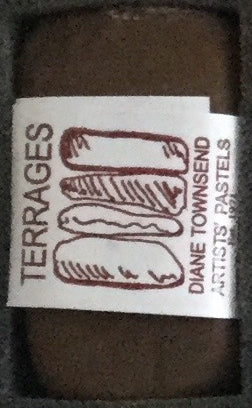 TERRAGES
DIANE TOWNSEND
ARTISTS' PASTELS